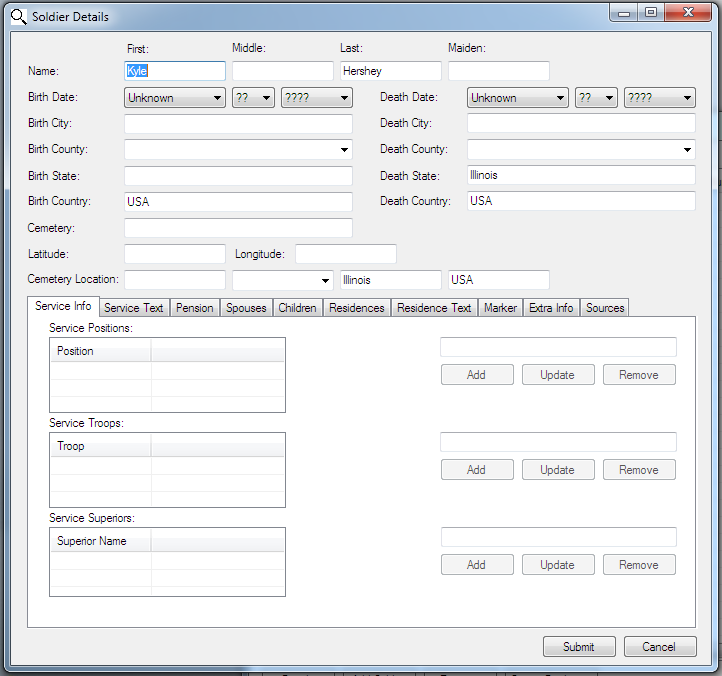 Soldier Details
First: Middle: Last: Maiden:
Name: Kyle Hershey
Birth Date: Unknown ?? ???? Death Date: Unknown ?? ????
Birth City: Death City:
Birth County: Death County:
Birth State: Death State: Illinois
Birth Country: USA Death Country: USA
Cemetery:
Latitude: Longitude:
Cemetery Location: Illinois USA
Service Info Service Text Pension Spouses Children Residences Residence Text Marker Extra Info Sources
Service Positions:
Position
Add Update Remove
Service Troops:
Troop
Add Update Remove
Service Superiors:
Superior Name
Add Update Remove
Submit Cancel